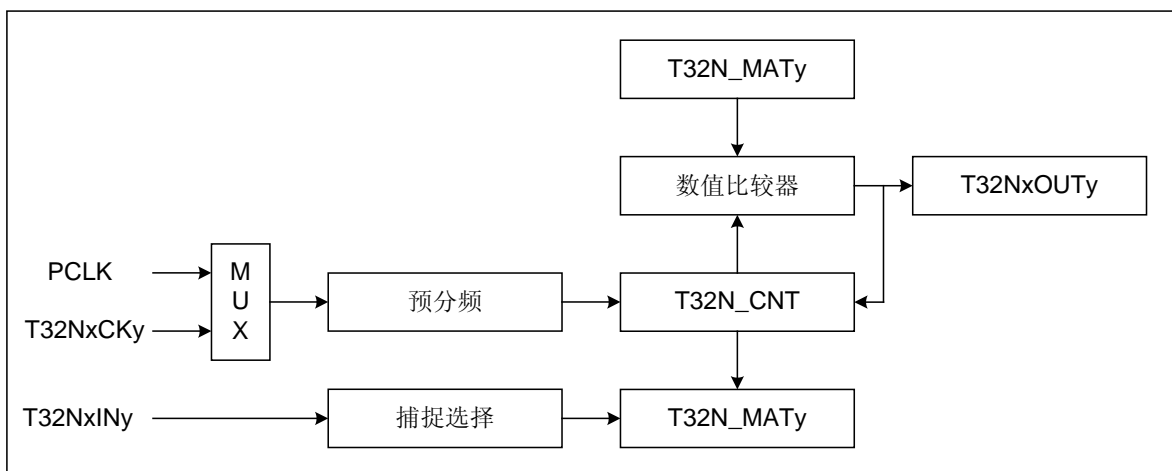 T32N_MATy
数值比较器
T32NxOUTy
PCLK
M
U
X
预分频
T32N_CNT
T32NxCKy
T32NxINy
捕捉选择
T32N_MATy